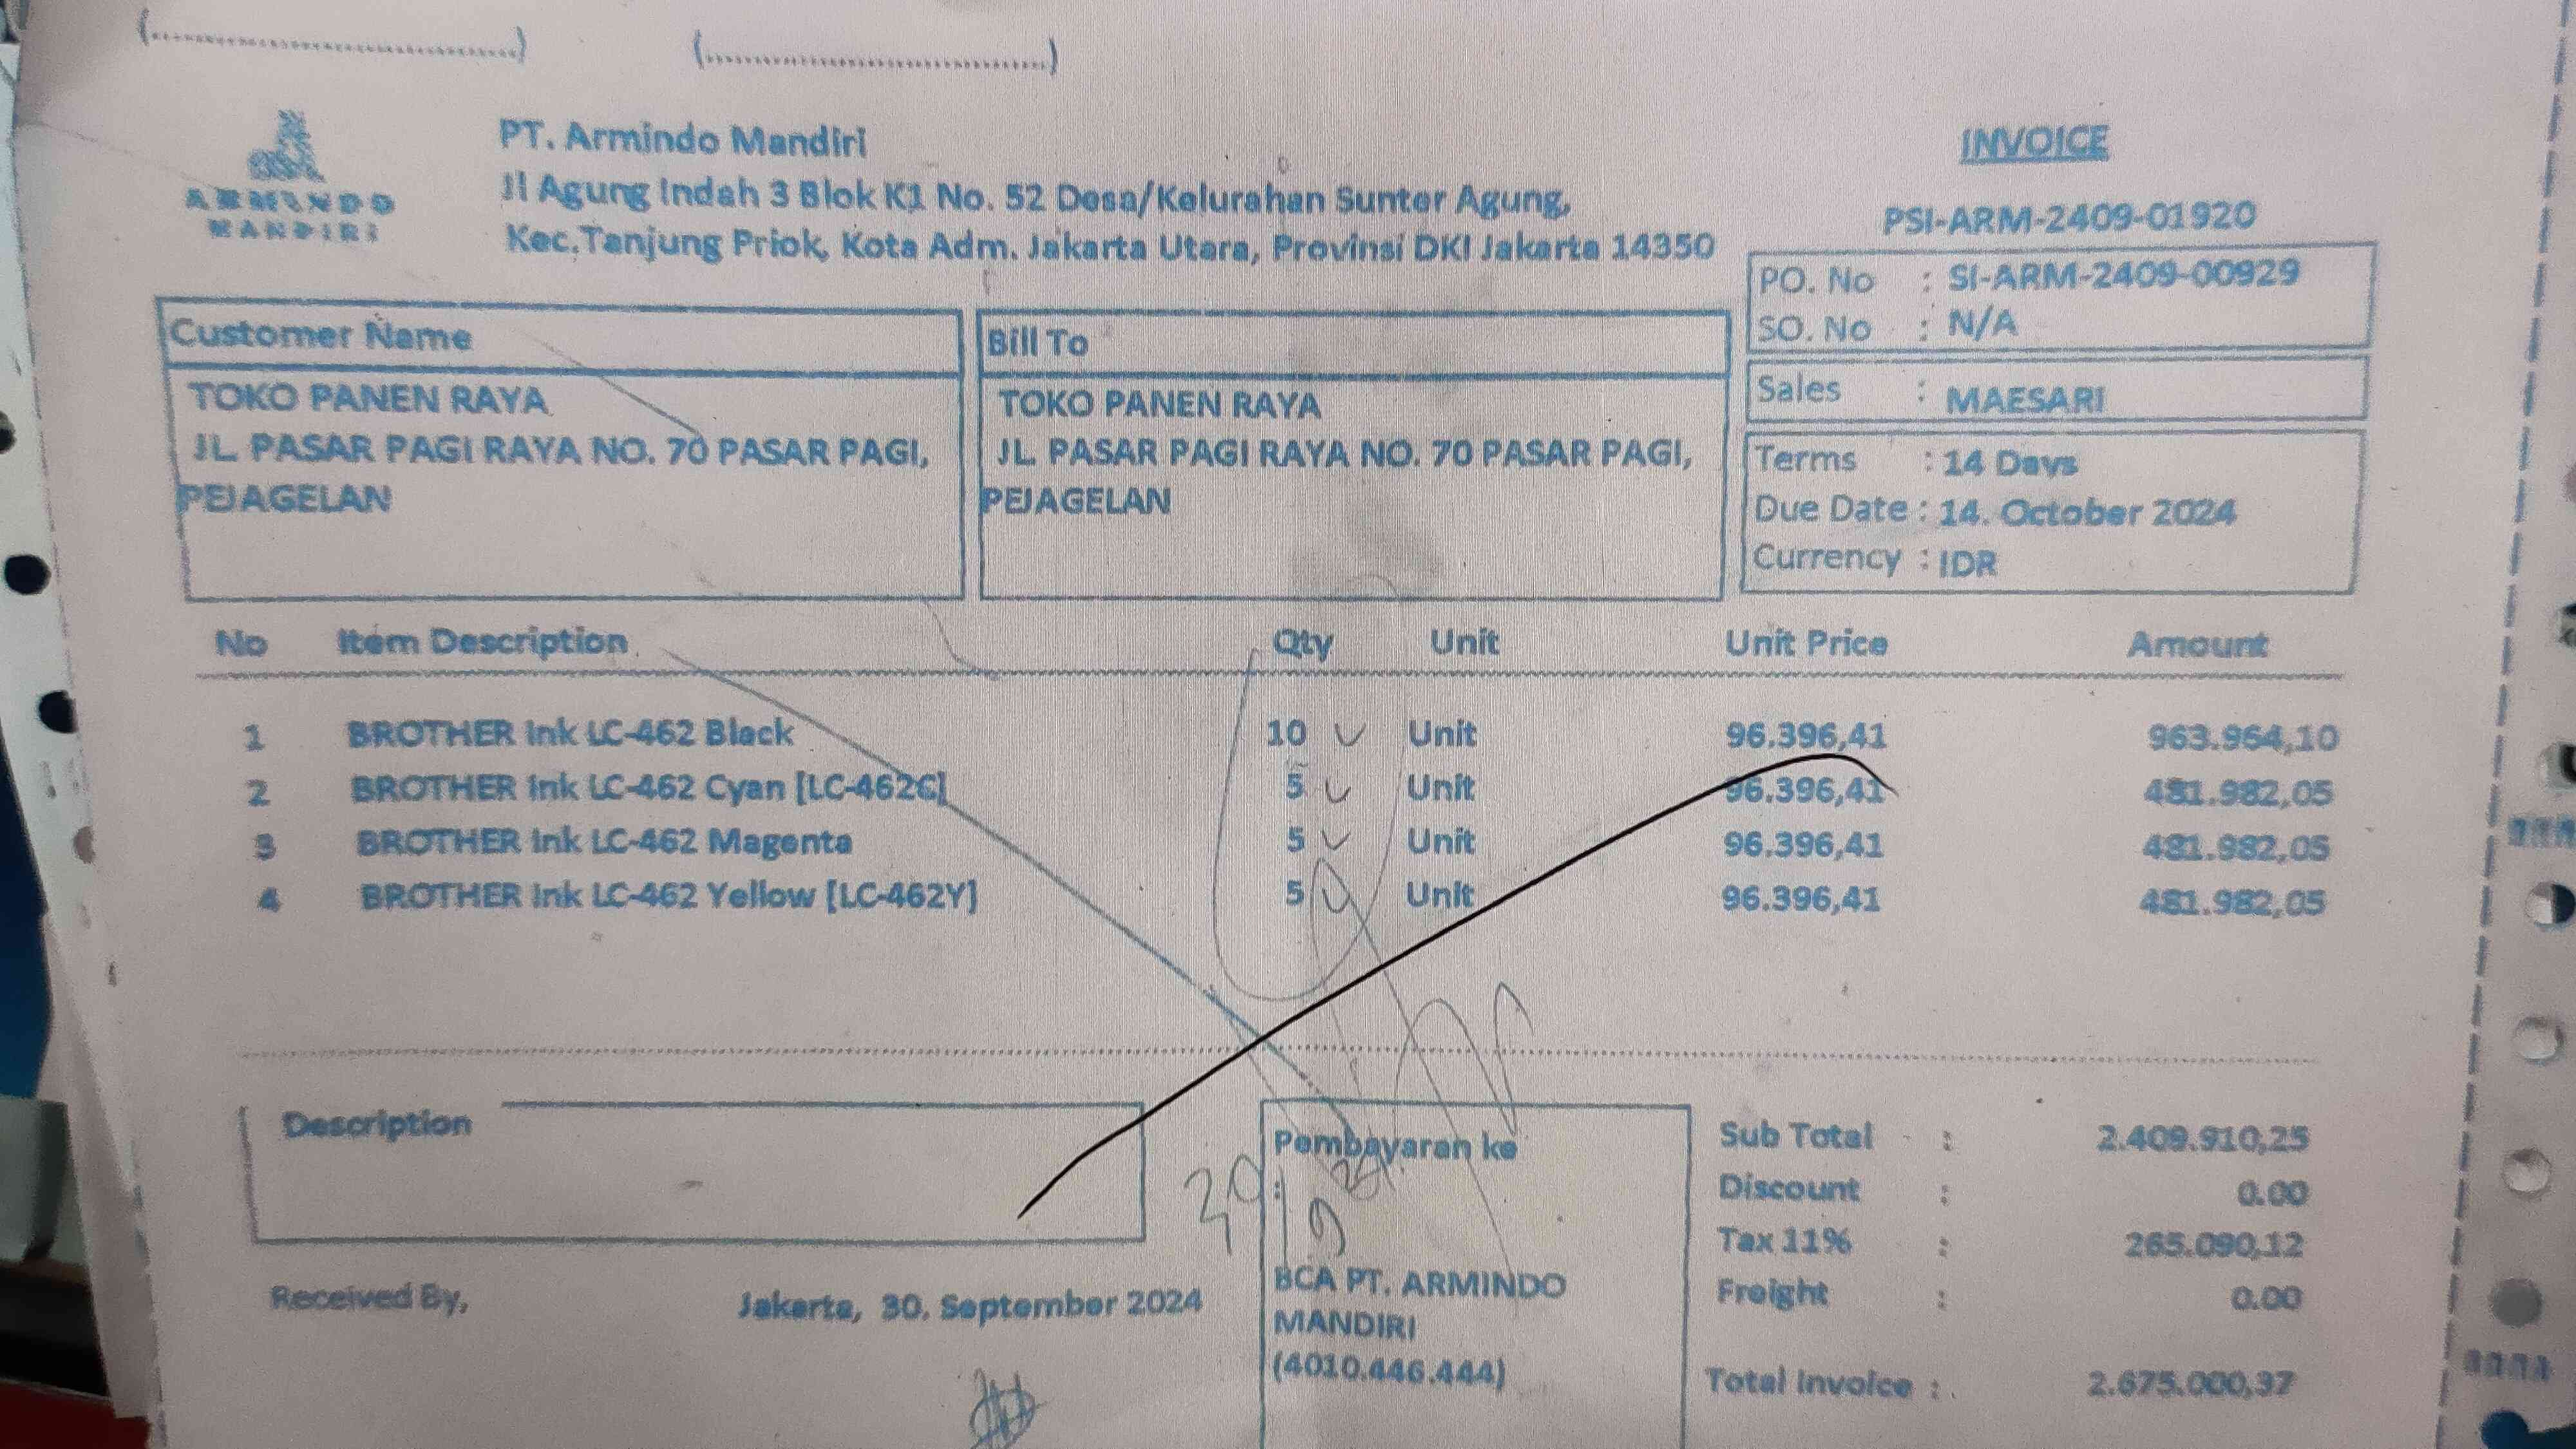 (..............................) (..............................)
ARMINDO
MANDIRI
PT. Armindo Mandiri
Jl Agung Indah 3 Blok K1 No. 52 Desa/Kelurahan Sunter Agung,
Kec.Tanjung Priok, Kota Adm. Jakarta Utara, Provinsi DKI Jakarta 14350
INVOICE
PSI-ARM-2409-01920
PO. No : SI-ARM-2409-00929
SO. No : N/A
Sales : MAESARI
Terms : 14 Days
Due Date : 14. October 2024
Currency : IDR
Customer Name
TOKO PANEN RAYA
JL. PASAR PAGI RAYA NO. 70 PASAR PAGI,
PEJAGELAN
Bill To
TOKO PANEN RAYA
JL. PASAR PAGI RAYA NO. 70 PASAR PAGI,
PEJAGELAN
No Item Description Qty Unit Unit Price Amount
1 BROTHER Ink LC-462 Black 10 Unit 96.396,41 963.964,10
2 BROTHER Ink LC-462 Cyan [LC-462C] 5 Unit 96.396,41 481.982,05
3 BROTHER Ink LC-462 Magenta 5 Unit 96.396,41 481.982,05
4 BROTHER Ink LC-462 Yellow [LC-462Y] 5 Unit 96.396,41 481.982,05
Description
Received By,
Jakarta, 30. September 2024
Pembayaran ke
:
30/9 24
BCA PT. ARMINDO
MANDIRI
(4010.446.444)
Sub Total : 2.409.910,25
Discount : 0.00
Tax 11% : 265.090,12
Freight : 0.00
Total Invoice : 2.675.000,37